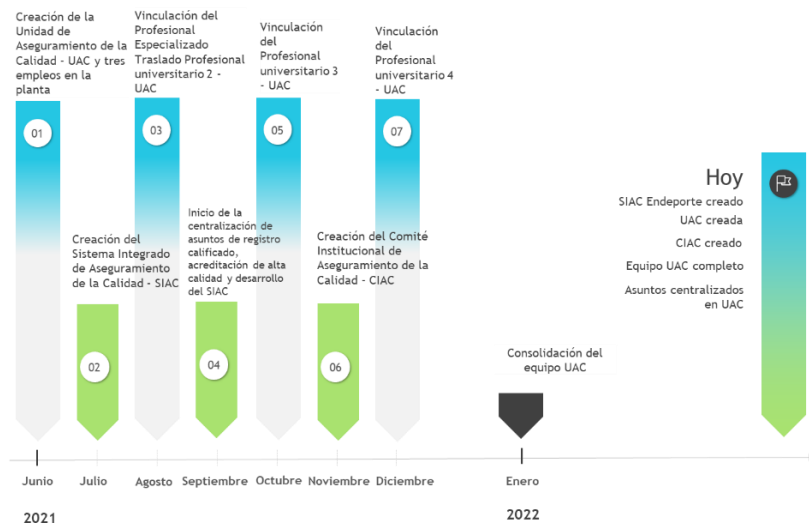 Creación de la
Unidad de
Aseguramiento de la
Calidad - UAC y tres
empleos en la
planta
01
Creación del
Sistema Integrado
de Aseguramiento
de la Calidad - SIAC
02
Vinculación del
Profesional
Especializado
Traslado Profesional
universitario 2 -
UAC
03
Inicio de la
centralización de
asuntos de registro
calificado,
acreditación de alta
calidad y desarrollo
del SIAC
04
Vinculación
del
Profesional
universitario 3
- UAC
05
Creación del Comité
Institucional de
Aseguramiento de la
Calidad - CIAC
06
Vinculación
del
Profesional
universitario 4
- UAC
07
Consolidación del
equipo UAC
Hoy
SIAC Endeporte creado
UAC creada
CIAC creado
Equipo UAC completo
Asuntos centralizados
en UAC
Junio
Julio
Agosto
Septiembre
Octubre
Noviembre
Diciembre
Enero
2021
2022